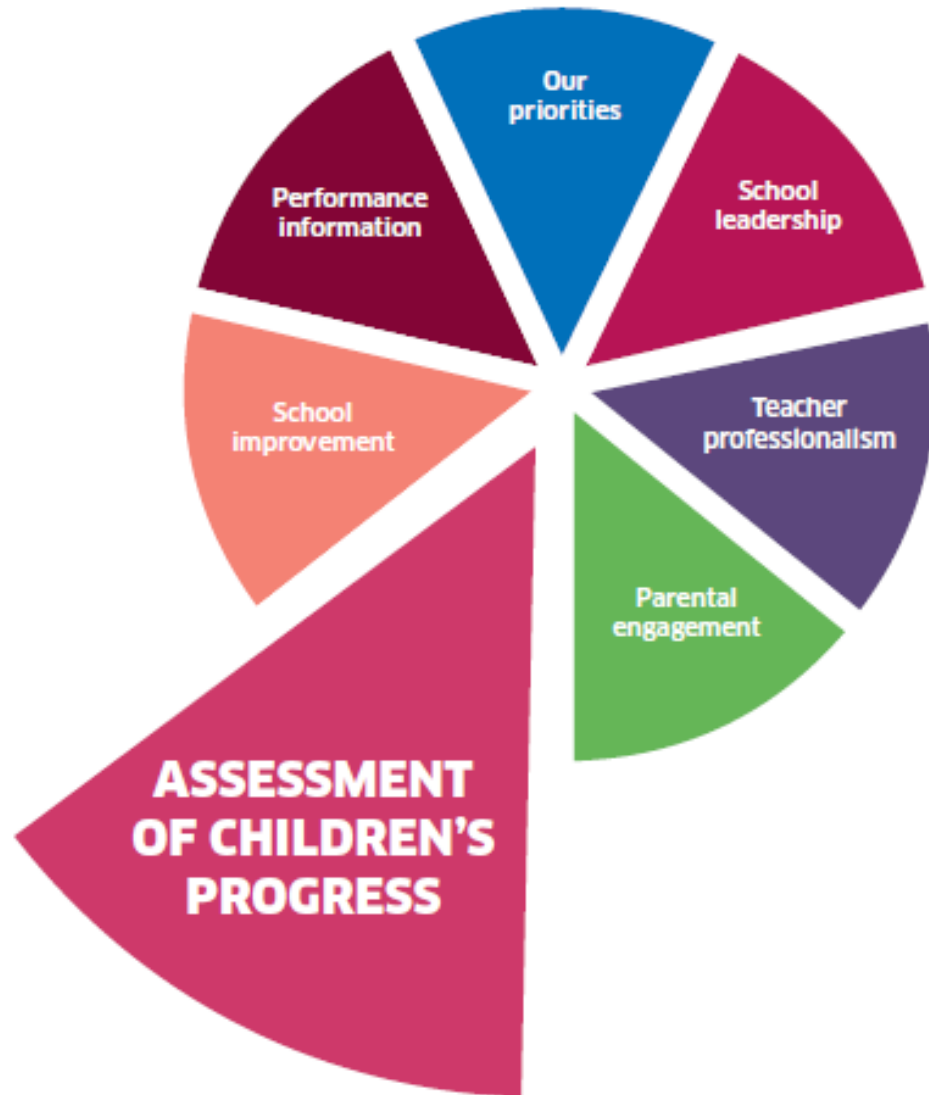 Our
priorities
School
leadership
Teacher
professionalism
Parental
engagement
ASSESSMENT
OF CHILDREN'S
PROGRESS
School
improvement
Performance
information